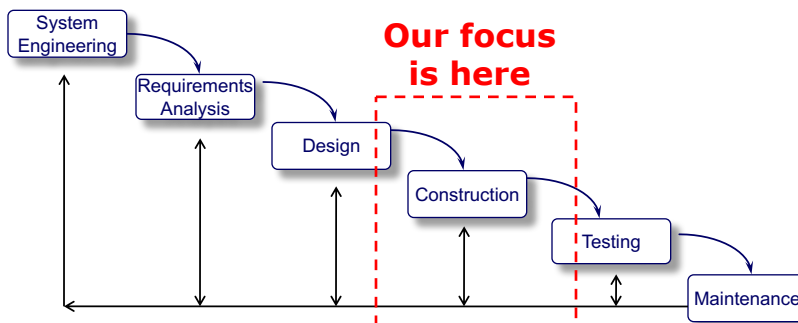 Our focus
is here
System
Engineering
Requirements
Analysis
Design
Construction
Testing
Maintenance